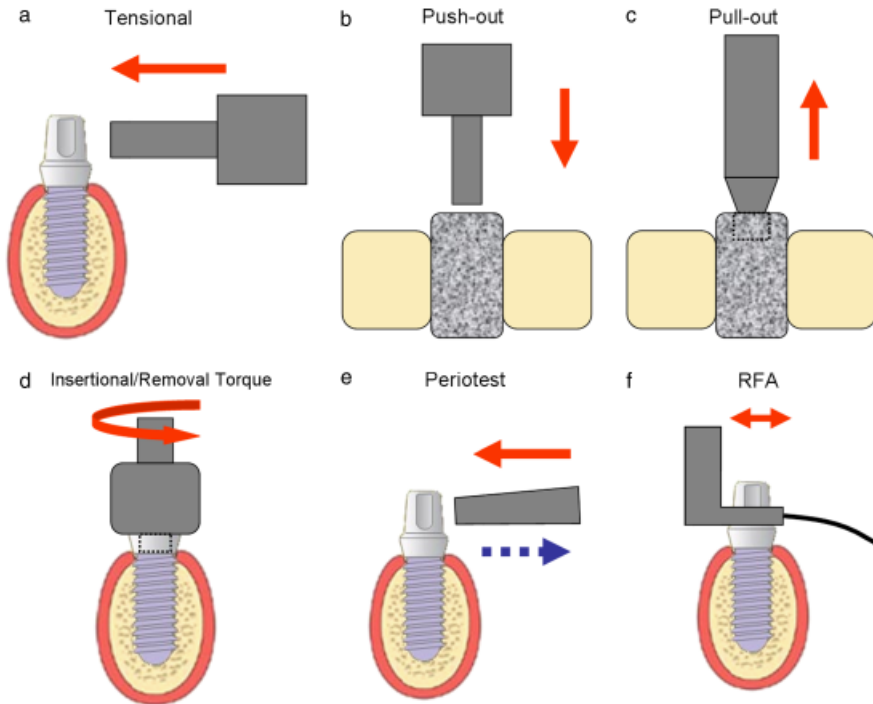 a Tensional
b Push-out
c Pull-out
d Insertional/Removal Torque
e Periotest
f RFA